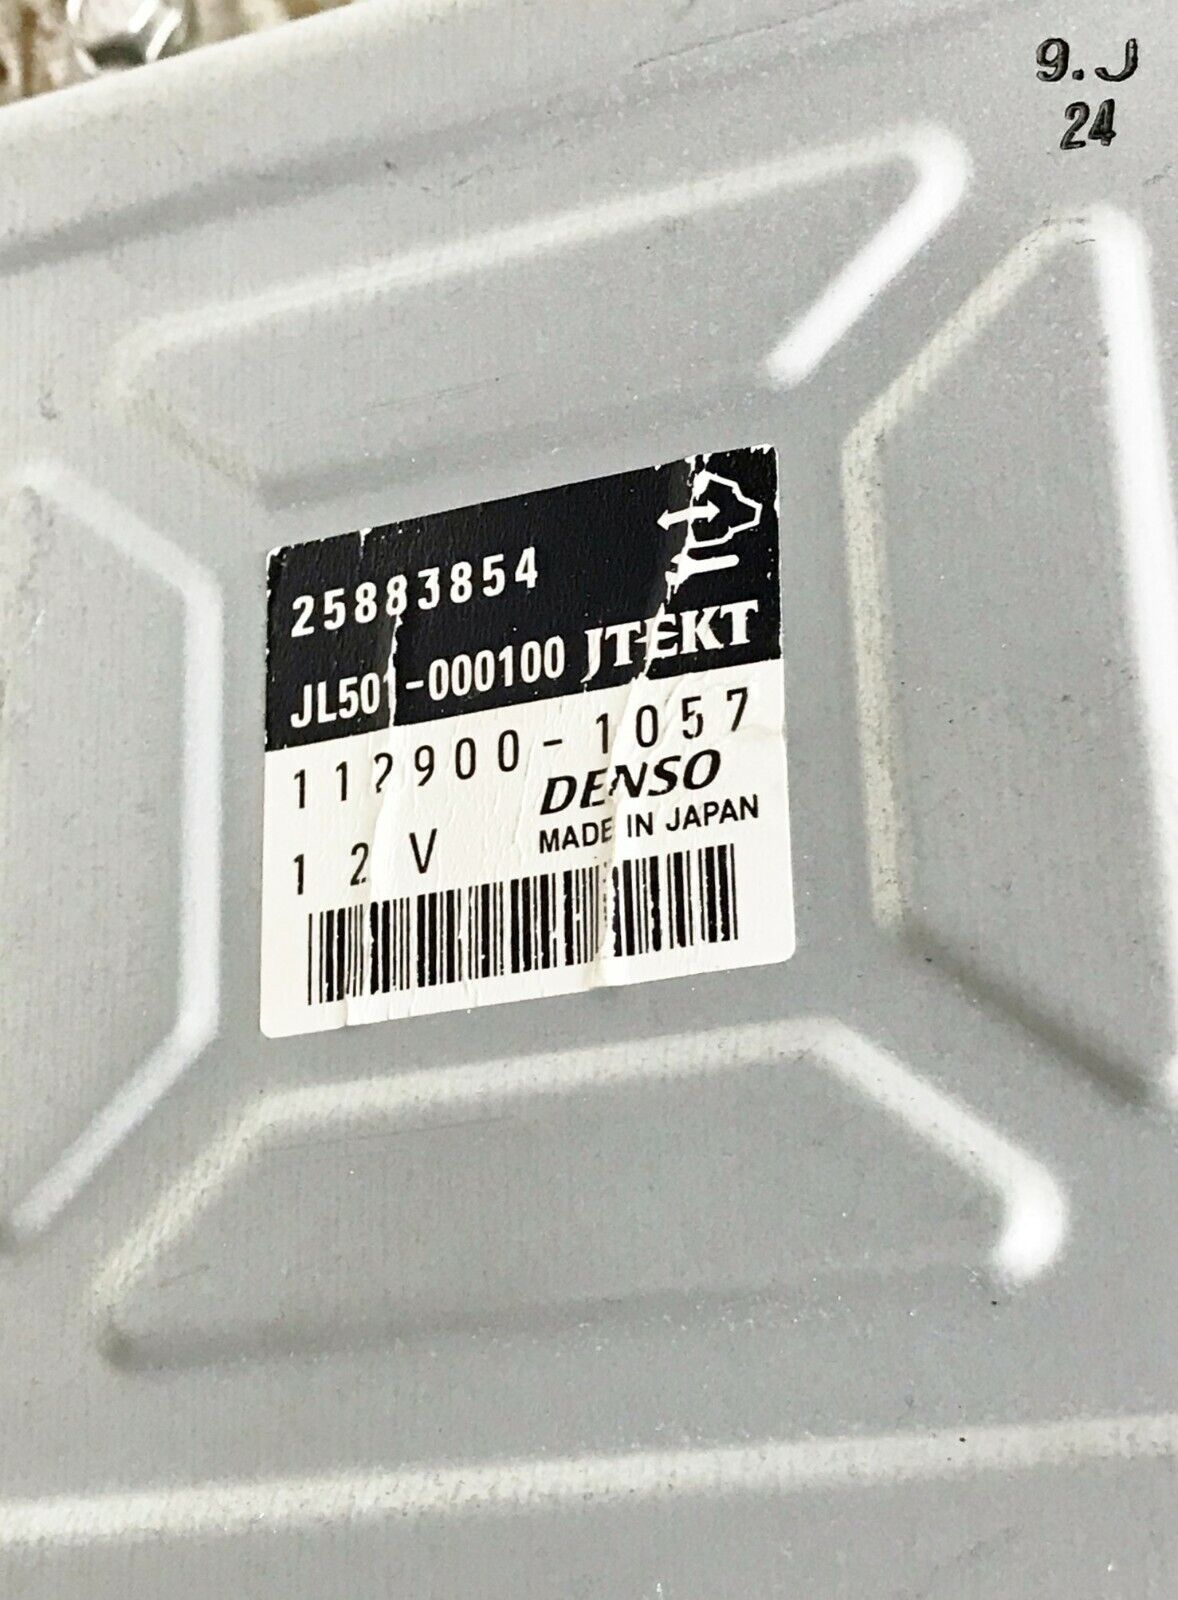 9.J
24
25883854
JL501-000100 JTEKT
112900-1057
DENSO
MADE IN JAPAN
12V